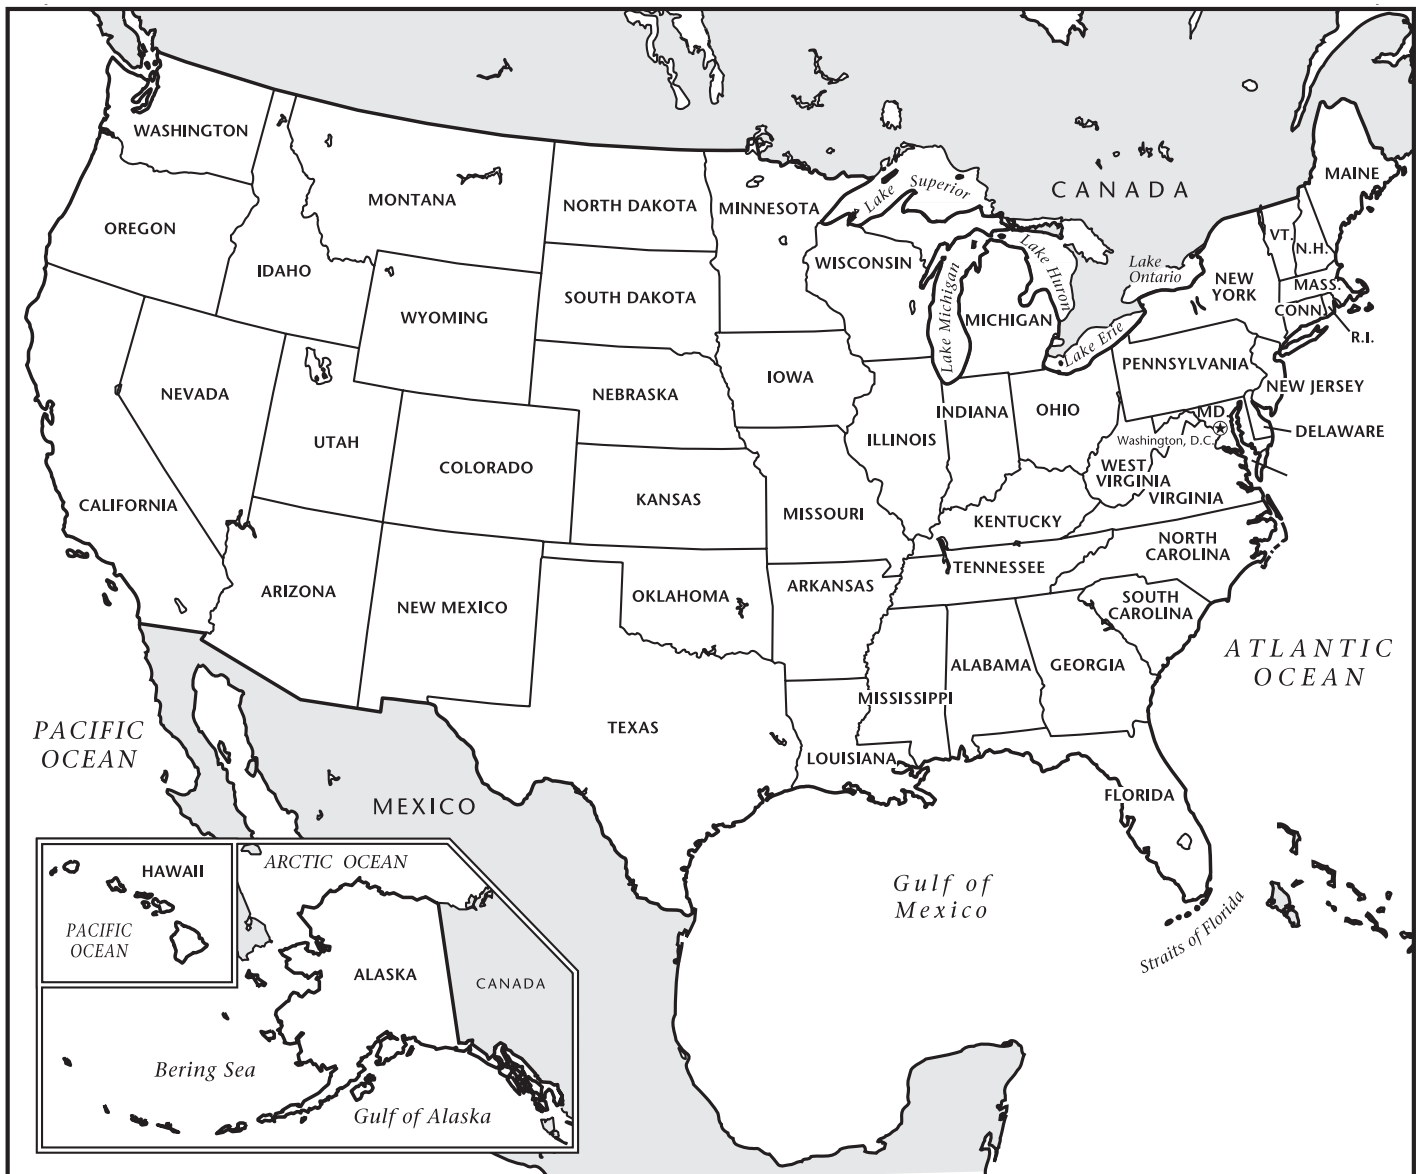 WASHINGTON
OREGON
IDAHO
MONTANA
NORTH DAKOTA
MINNESOTA
Lake Superior
CANADA
MAINE
VT.
N.H.
MASS.
CONN.
R.I.
NEW
YORK
Lake
Ontario
Lake Huron
Lake Michigan
Lake Erie
WISCONSIN
MICHIGAN
SOUTH DAKOTA
WYOMING
NEBRASKA
IOWA
NEVADA
UTAH
COLORADO
KANSAS
MISSOURI
ILLINOIS
INDIANA
OHIO
PENNSYLVANIA
NEW JERSEY
MD.
Washington, D.C.
DELAWARE
WEST
VIRGINIA
VIRGINIA
KENTUCKY
CALIFORNIA
ARIZONA
NEW MEXICO
OKLAHOMA
ARKANSAS
TENNESSEE
NORTH
CAROLINA
SOUTH
CAROLINA
ATLANTIC
OCEAN
TEXAS
LOUISIANA
MISSISSIPPI
ALABAMA
GEORGIA
FLORIDA
PACIFIC
OCEAN
MEXICO
Gulf of
Mexico
Straits of Florida
HAWAII
PACIFIC
OCEAN
ARCTIC OCEAN
ALASKA
CANADA
Bering Sea
Gulf of Alaska